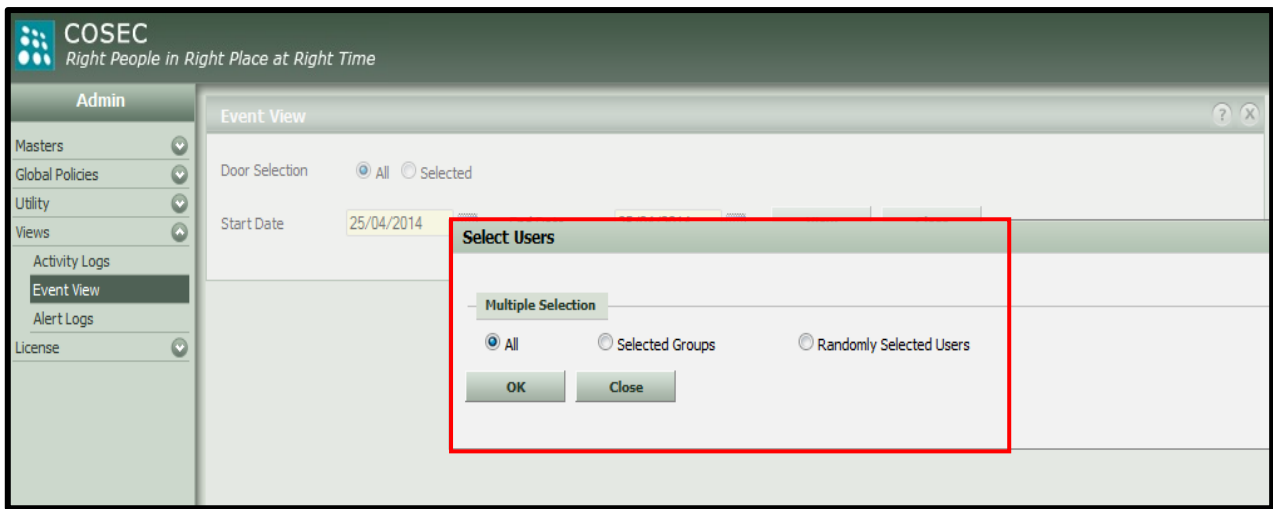 COSEC
Right People in Right Place at Right Time
Admin
Masters
Global Policies
Utility
Views
Activity Logs
Event View
Alert Logs
License
Event View
? X
Door Selection All Selected
Start Date 25/04/2014
Select Users
Multiple Selection
All Selected Groups Randomly Selected Users
OK Close